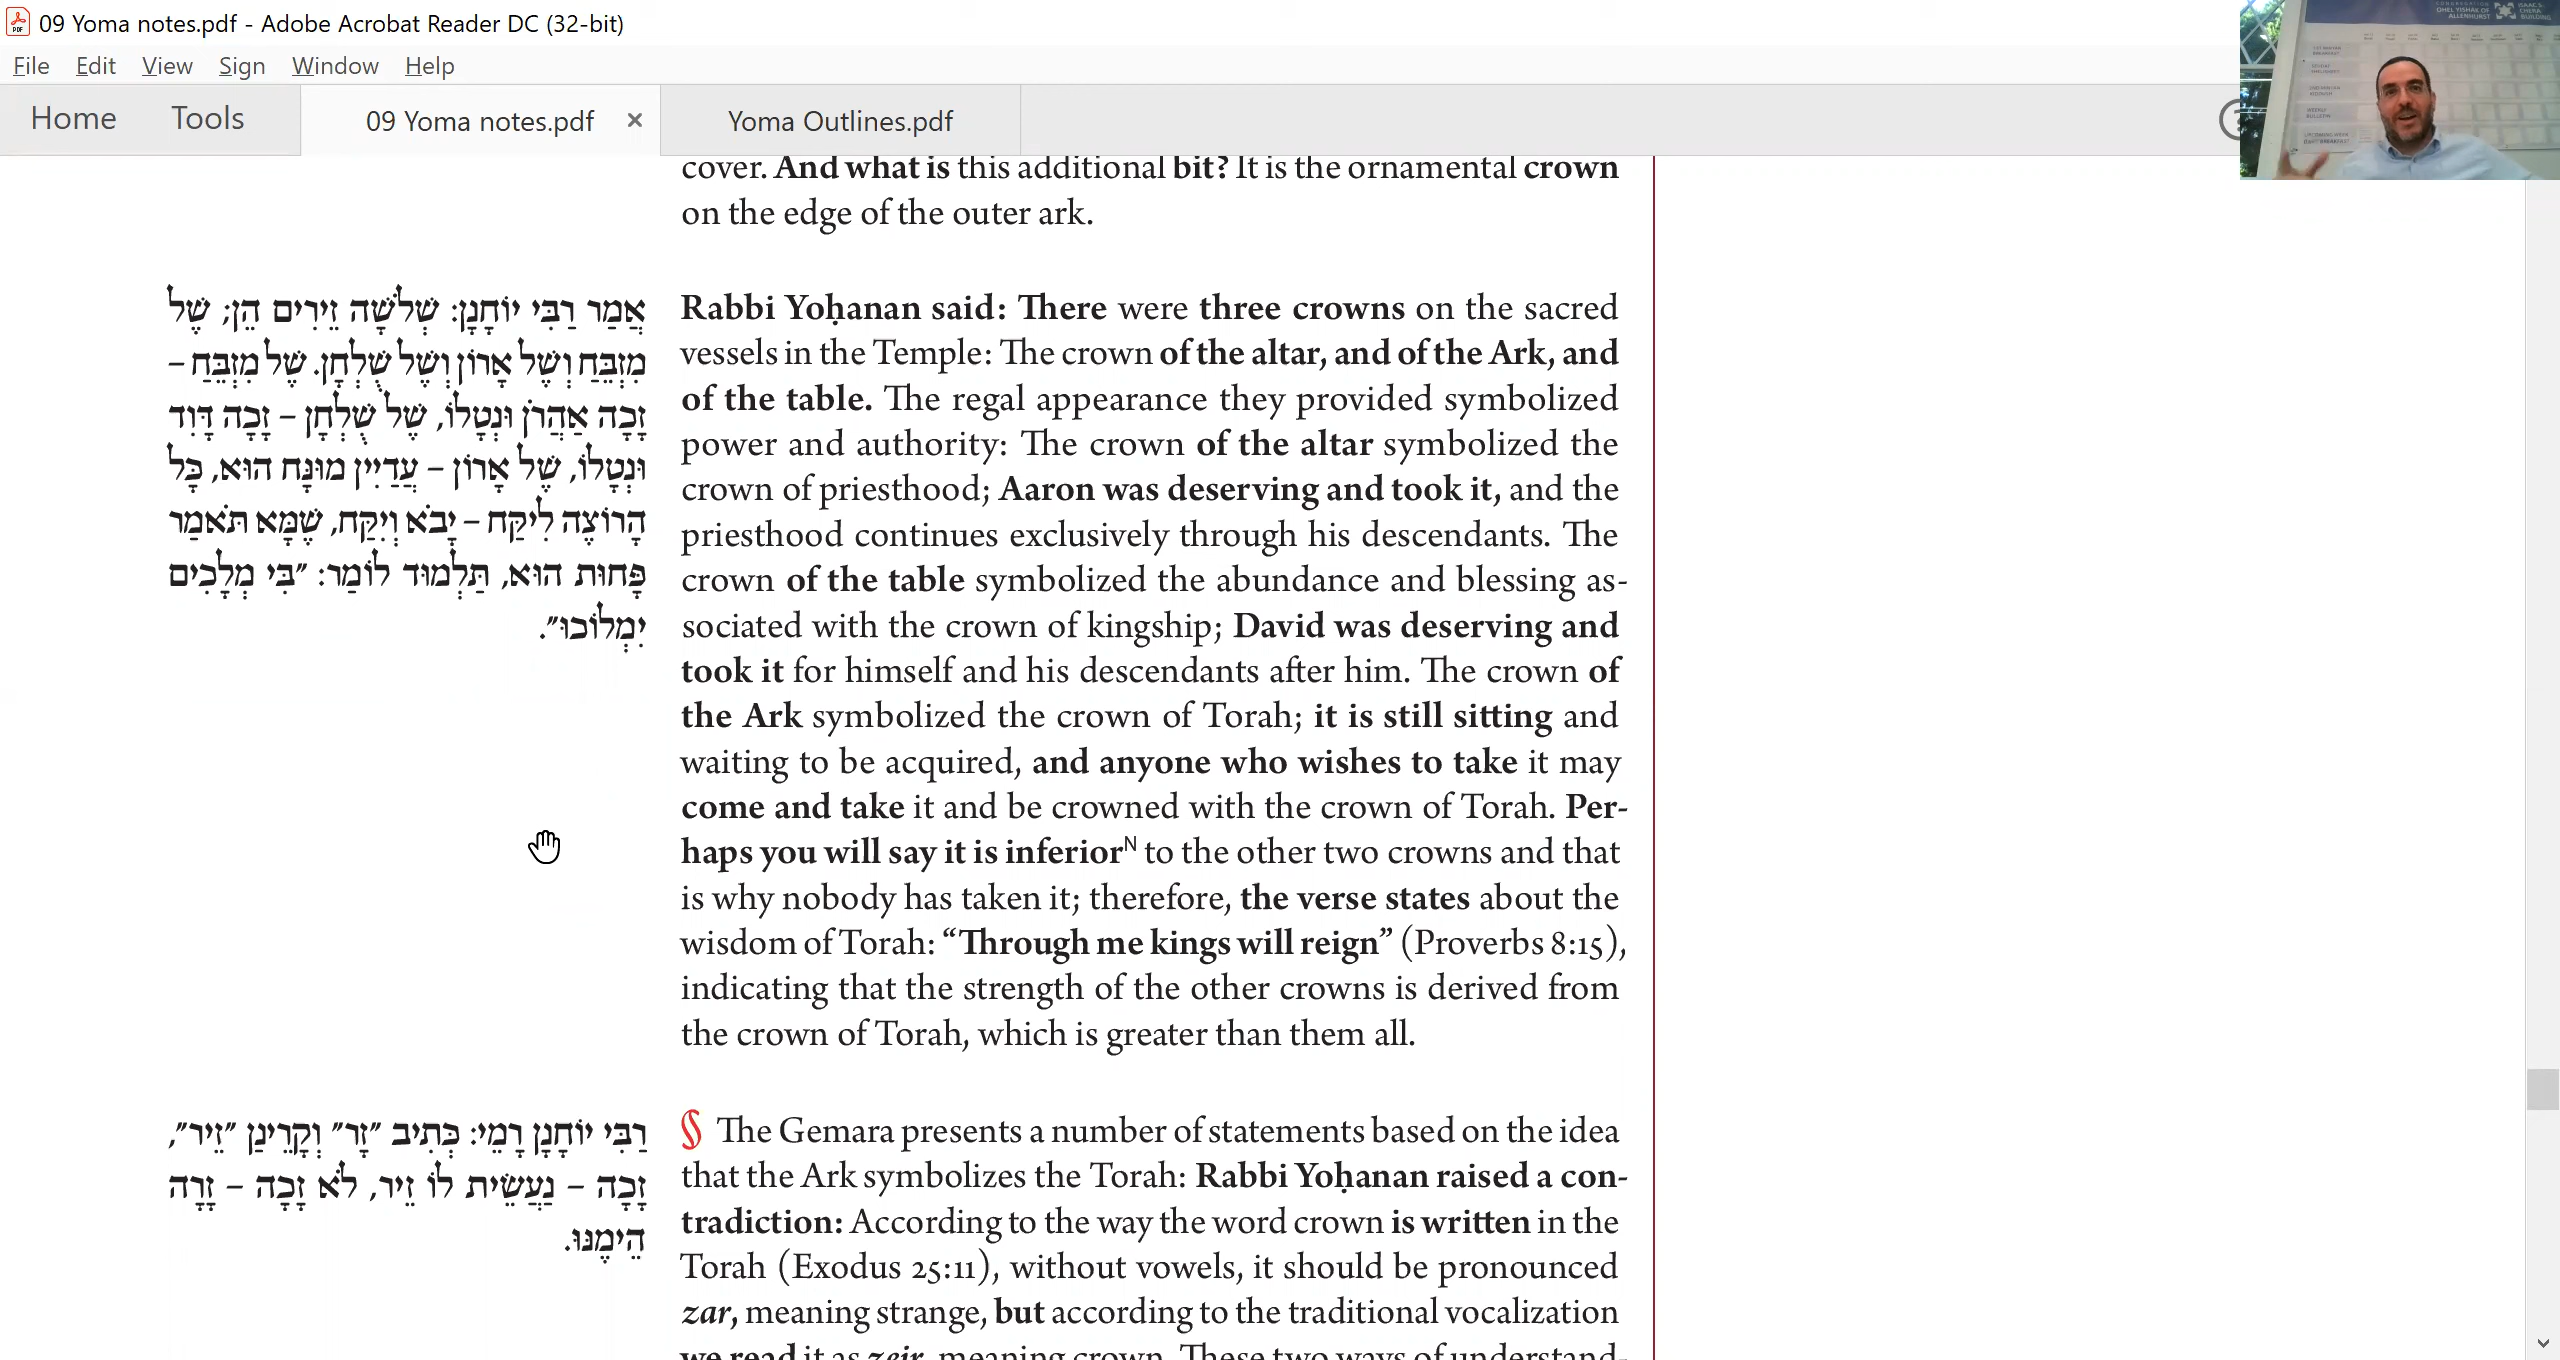 09 Yoma notes.pdf - Adobe Acrobat Reader DC (32-bit)
File Edit View Sign Window Help
Home Tools 09 Yoma notes.pdf × Yoma Outlines.pdf
cover. And what is this additional bit? It is the ornamental crown
on the edge of the outer ark.
אֲמַר רַבִּי יוֹחָנָן: שְׁלֹשָׁה זֵירִים הֵן; שֶׁל
מִזְבֵּחַ וְשֶׁל אָרוֹן וְשֶׁל שֻׁלְחָן. שֶׁל מִזְבֵּחַ –
זָכָה אַהֲרֹן וּנְטָלוֹ, שֶׁל שֻׁלְחָן – זָכָה דָּוִד
וּנְטָלוֹ, שֶׁל אָרוֹן – עֲדַיִין מוּנָּח הוּא, כׇּל
הָרוֹצֶה לִיקַּח – יָבֹא וְיִקַּח, שֶׁמָּא תֹּאמַר
פָּחוּת הוּא, תַּלְמוּד לוֹמַר: ״בִּי מְלָכִים
יִמְלוֹכוּ״.
Rabbi Yoḥanan said: There were three crowns on the sacred
vessels in the Temple: The crown of the altar, and of the Ark, and
of the table. The regal appearance they provided symbolized
power and authority: The crown of the altar symbolized the
crown of priesthood; Aaron was deserving and took it, and the
priesthood continues exclusively through his descendants. The
crown of the table symbolized the abundance and blessing as-
sociated with the crown of kingship; David was deserving and
took it for himself and his descendants after him. The crown of
the Ark symbolized the crown of Torah; it is still sitting and
waiting to be acquired, and anyone who wishes to take it may
come and take it and be crowned with the crown of Torah. Per-
haps you will say it is inferiorᴺ to the other two crowns and that
is why nobody has taken it; therefore, the verse states about the
wisdom of Torah: “Through me kings will reign” (Proverbs 8:15),
indicating that the strength of the other crowns is derived from
the crown of Torah, which is greater than them all.
רַבִּי יוֹחָנָן רָמֵי: כְּתִיב ״זָר״ וְקָרֵינַן ״זֵיר״,
זָכָה – נַעֲשֵׂית לוֹ זֵיר, לֹא זָכָה – זָרָה
הֵימֶנּוּ.
§ The Gemara presents a number of statements based on the idea
that the Ark symbolizes the Torah: Rabbi Yoḥanan raised a con-
tradiction: According to the way the word crown is written in the
Torah (Exodus 25:11), without vowels, it should be pronounced
zar, meaning strange, but according to the traditional vocalization
we read it as zeir, meaning crown. These two ways of understand-